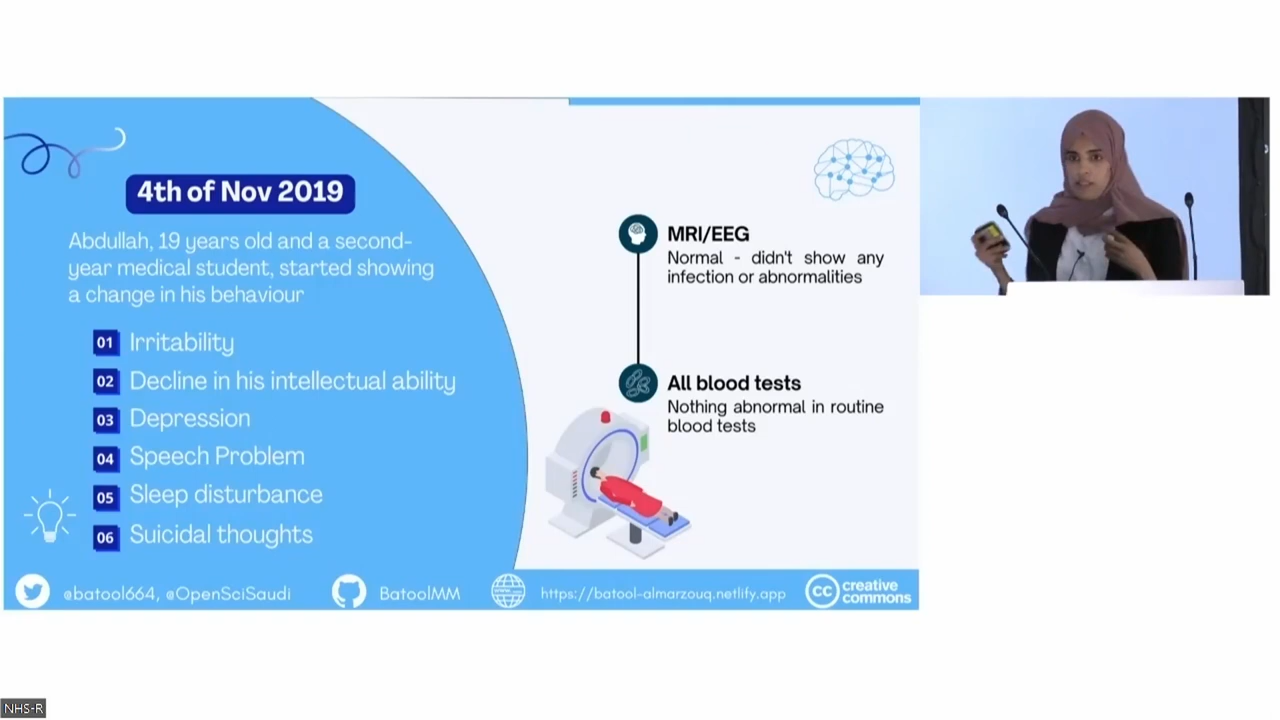 4th of Nov 2019
Abdullah, 19 years old and a second-
year medical student, started showing
a change in his behaviour
01 Irritability
02 Decline in his intellectual ability
03 Depression
04 Speech Problem
05 Sleep disturbance
06 Suicidal thoughts
MRI/EEG
Normal - didn't show any
infection or abnormalities
All blood tests
Nothing abnormal in routine
blood tests
@batool664, @OpenSciSaudi
BatoolMM
www
https://batool-almarzouq.netlify.app
cc creative
commons
NHS-R